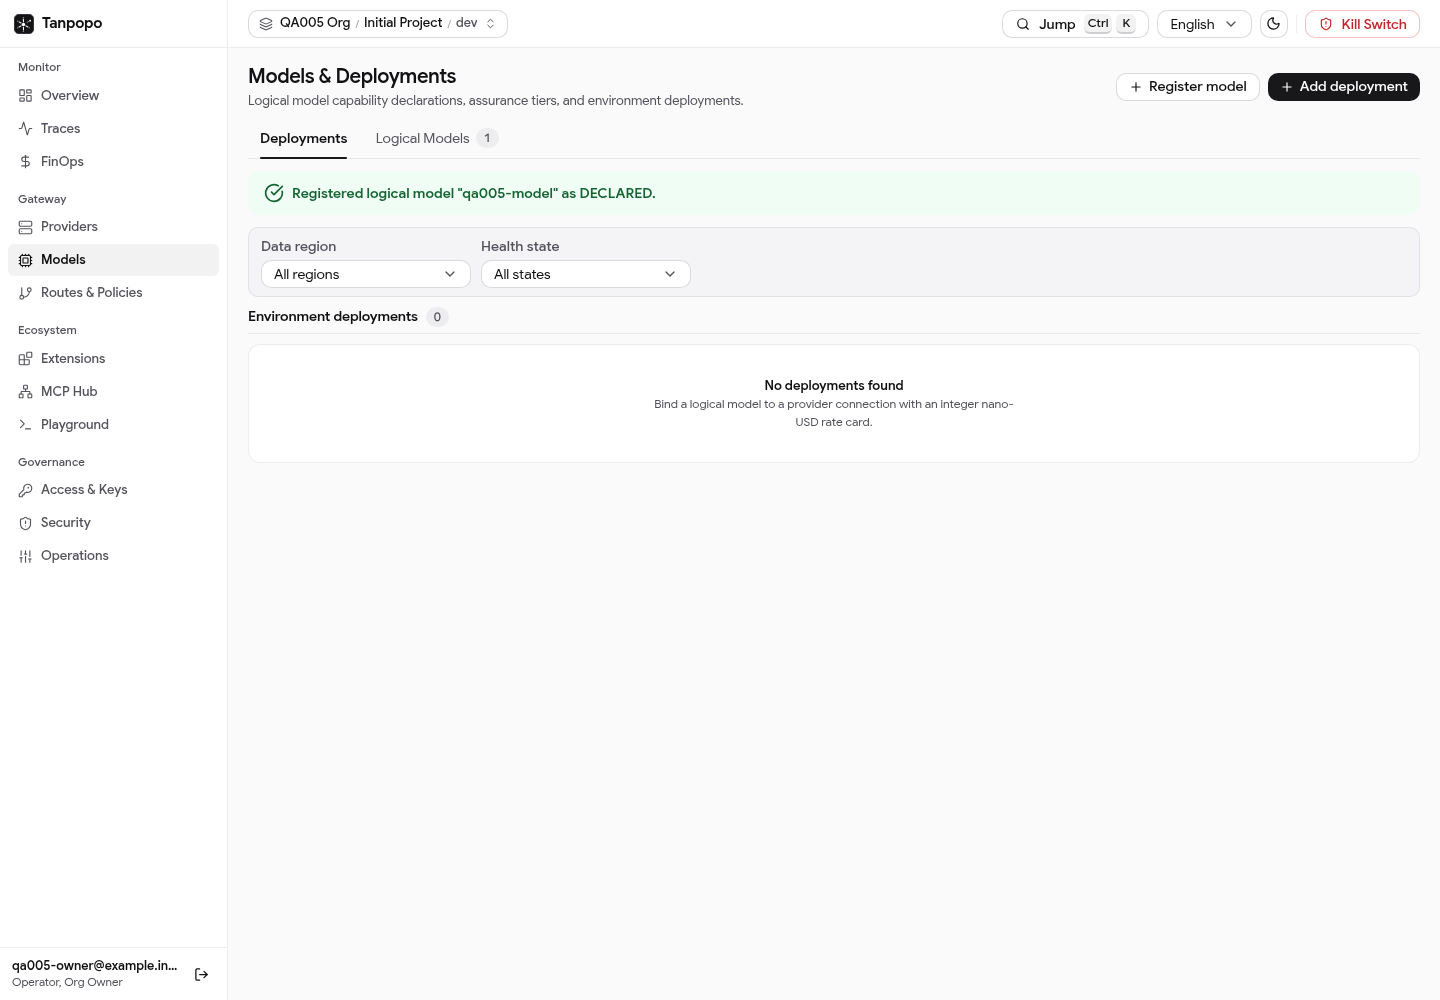 Tanpopo
QA005 Org / Initial Project / dev
Jump Ctrl K
English
Kill Switch
Monitor
Overview
Traces
FinOps
Gateway
Providers
Models
Routes & Policies
Ecosystem
Extensions
MCP Hub
Playground
Governance
Access & Keys
Security
Operations
qa005-owner@example.in...
Operator, Org Owner
Models & Deployments
Logical model capability declarations, assurance tiers, and environment deployments.
Register model
Add deployment
Deployments
Logical Models 1
Registered logical model "qa005-model" as DECLARED.
Data region
All regions
Health state
All states
Environment deployments 0
No deployments found
Bind a logical model to a provider connection with an integer nano-
USD rate card.